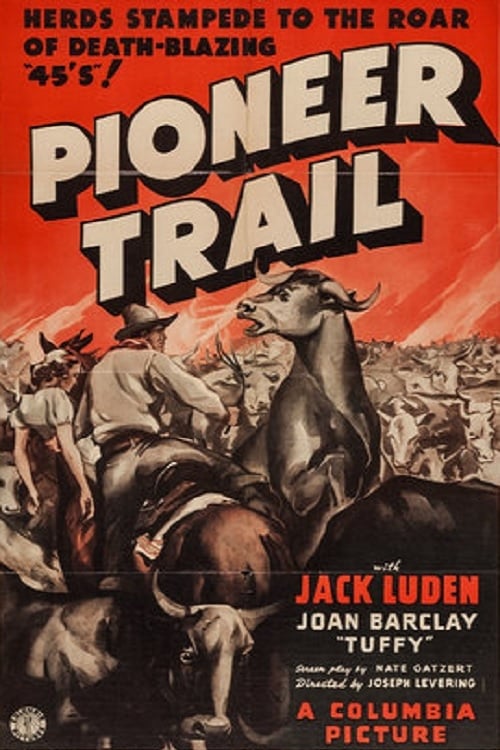 HERDS STAMPEDE TO THE ROAR
OF DEATH-BLAZING
"45'S"!
PIONEER
TRAIL
with
JACK LUDEN
JOAN BARCLAY
"TUFFY"
Screen play by NATE GATZERT
Directed by JOSEPH LEVERING
A COLUMBIA
PICTURE